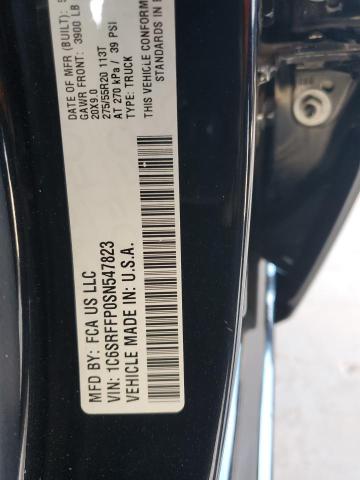 MFD BY: FCA US LLC
VIN: 1C6SRFFP0SN547823
VEHICLE MADE IN: U.S.A.
DATE OF MFR (BUILT):
GAWR FRONT: 3900 LB
20X9.0
275/55R20 113T
AT 270 kPa / 39 PSI
TYPE: TRUCK
THIS VEHICLE CONFORMS
STANDARDS IN